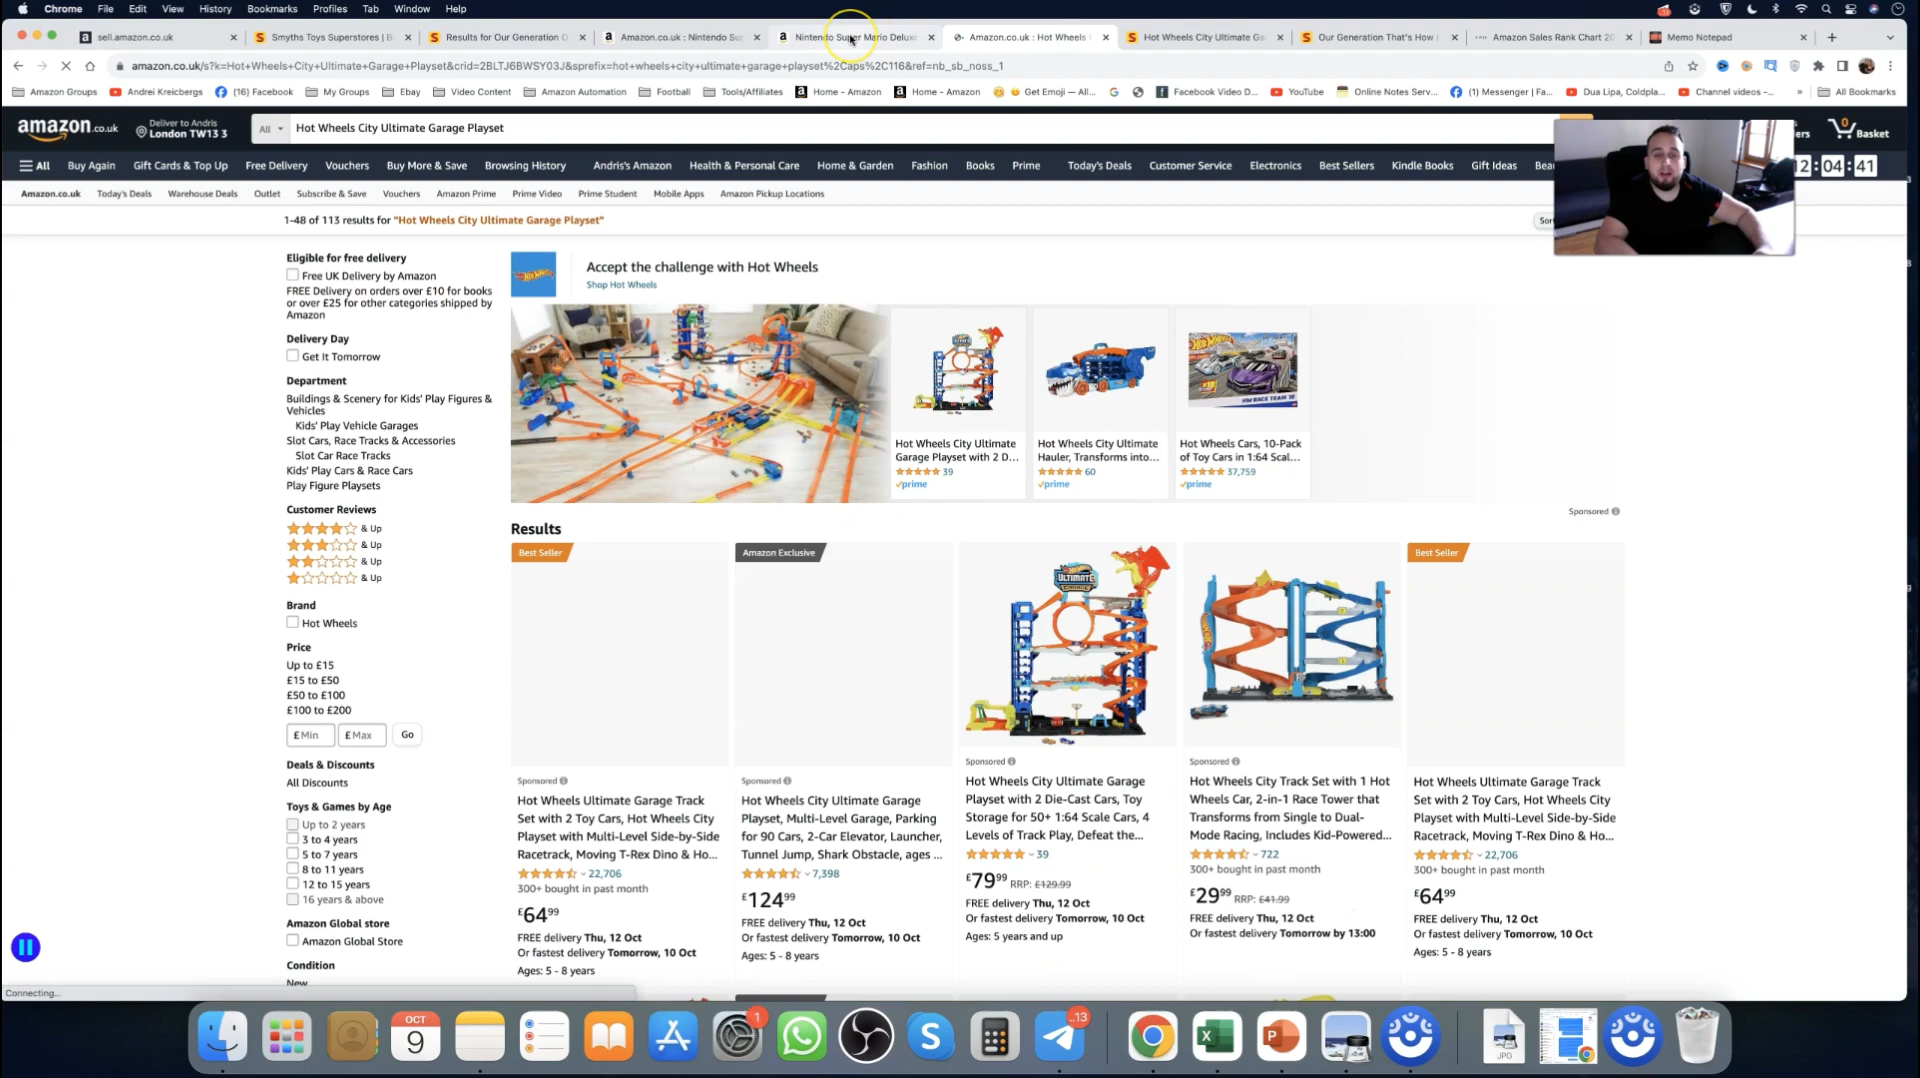 Chrome File Edit View History Bookmarks Profiles Tab Window Help
sell.amazon.co.uk
Smyths Toys Superstores |
Results for Our Generation
Amazon.co.uk : Nintendo
Nintendo Super Mario Deluxe
Amazon.co.uk : Hot Wheels
Hot Wheels City Ultimate
Our Generation That's How
Amazon Sales Rank Chart
Memo Notepad
amazon.co.uk/s?k=Hot+Wheels+City+Ultimate+Garage+Playset&crid=2BLTJ6BWSY03J&sprefix=hot+wheels+city+ultimate+garage+playset%2Caps%2C116&ref=nb_sb_noss_1
Amazon Groups Andrei Kreicbergs (16) Facebook My Groups Ebay Video Content Amazon Automation Football Tools/Affiliates Home - Amazon Home - Amazon Get Emoji — All... Facebook Video D... YouTube Online Notes Serv... (1) Messenger | Fa... Dua Lipa, Coldpla... Channel videos -... » All Bookmarks
amazon.co.uk
Deliver to Andris
London TW13 3
All
Hot Wheels City Ultimate Garage Playset
0
Basket
All Buy Again Gift Cards & Top Up Free Delivery Vouchers Buy More & Save Browsing History Andris's Amazon Health & Personal Care Home & Garden Fashion Books Prime Today's Deals Customer Service Electronics Best Sellers Kindle Books Gift Ideas
:04:41
Amazon.co.uk Today's Deals Warehouse Deals Outlet Subscribe & Save Vouchers Amazon Prime Prime Video Prime Student Mobile Apps Amazon Pickup Locations
1-48 of 113 results for "Hot Wheels City Ultimate Garage Playset"
Eligible for free delivery
Free UK Delivery by Amazon
FREE Delivery on orders over £10 for books
or over £25 for other categories shipped by
Amazon
Delivery Day
Get It Tomorrow
Department
Buildings & Scenery for Kids' Play Figures &
Vehicles
Kids' Play Vehicle Garages
Slot Cars, Race Tracks & Accessories
Slot Car Race Tracks
Kids' Play Cars & Race Cars
Play Figure Playsets
Customer Reviews
& Up
& Up
& Up
& Up
Brand
Hot Wheels
Price
Up to £15
£15 to £50
£50 to £100
£100 to £200
£ Min
£ Max
Go
Deals & Discounts
All Discounts
Toys & Games by Age
Up to 2 years
3 to 4 years
5 to 7 years
8 to 11 years
12 to 15 years
16 years & above
Amazon Global store
Amazon Global Store
Condition
New
Connecting...
Accept the challenge with Hot Wheels
Shop Hot Wheels
Hot Wheels City Ultimate
Garage Playset with 2 D...
39
prime
Hot Wheels City Ultimate
Hauler, Transforms into...
60
prime
Hot Wheels Cars, 10-Pack
of Toy Cars in 1:64 Scal...
37,759
prime
Sponsored
Results
Best Seller
Sponsored
Hot Wheels Ultimate Garage Track
Set with 2 Toy Cars, Hot Wheels City
Playset with Multi-Level Side-by-Side
Racetrack, Moving T-Rex Dino & Ho...
22,706
300+ bought in past month
£64.99
FREE delivery Thu, 12 Oct
Or fastest delivery Tomorrow, 10 Oct
Ages: 5 - 8 years
Amazon Exclusive
Sponsored
Hot Wheels City Ultimate Garage
Playset, Multi-Level Garage, Parking
for 90 Cars, 2-Car Elevator, Launcher,
Tunnel Jump, Shark Obstacle, ages ...
7,398
£124.99
FREE delivery Thu, 12 Oct
Or fastest delivery Tomorrow, 10 Oct
Ages: 5 - 8 years
ULTIMATE
Sponsored
Hot Wheels City Ultimate Garage
Playset with 2 Die-Cast Cars, Toy
Storage for 50+ 1:64 Scale Cars, 4
Levels of Track Play, Defeat the...
39
£79.99 RRP: £129.99
FREE delivery Thu, 12 Oct
Or fastest delivery Tomorrow, 10 Oct
Ages: 5 years and up
Sponsored
Hot Wheels City Track Set with 1 Hot
Wheels Car, 2-in-1 Race Tower that
Transforms from Single to Dual-
Mode Racing, Includes Kid-Powered...
722
300+ bought in past month
£29.99 RRP: £41.99
FREE delivery Thu, 12 Oct
Or fastest delivery Tomorrow by 13:00
Best Seller
Hot Wheels Ultimate Garage Track
Set with 2 Toy Cars, Hot Wheels City
Playset with Multi-Level Side-by-Side
Racetrack, Moving T-Rex Dino & Ho...
22,706
300+ bought in past month
£64.99
FREE delivery Thu, 12 Oct
Or fastest delivery Tomorrow, 10 Oct
Ages: 5 - 8 years
OCT
9
1
JPG